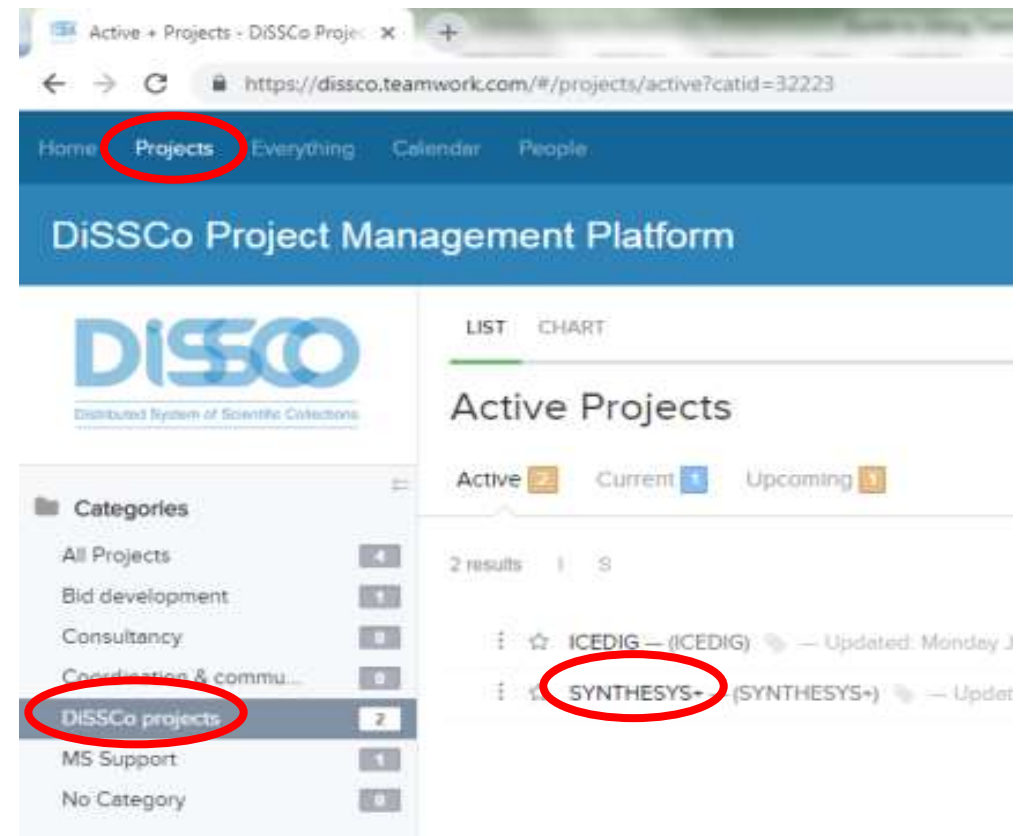 Active + Projects - DiSSCo Projec ×
https://dissco.teamwork.com/#/projects/active?catid=32223
Home Projects Everything Calendar People
DiSSCo Project Management Platform
DiSSCo
Distributed System of Scientific Collections
LIST CHART
Active Projects
Active 2 Current 1 Upcoming 1
Categories
All Projects 4
Bid development 1
Consultancy 0
Coordination & commu... 0
DiSSCo projects 2
MS Support 1
No Category 0
2 results I S
ICEDIG — (ICEDIG) — Updated: Monday J
SYNTHESYS+ — (SYNTHESYS+) — Updat